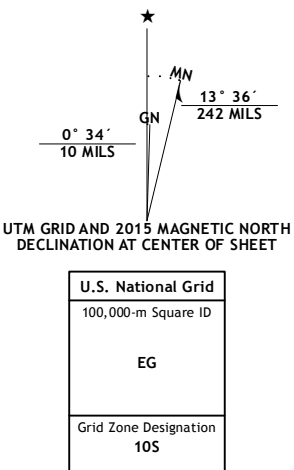 ★
MN
GN
13° 36´
242 MILS
0° 34´
10 MILS
UTM GRID AND 2015 MAGNETIC NORTH
DECLINATION AT CENTER OF SHEET
U.S. National Grid
100,000-m Square ID
EG
Grid Zone Designation
10S